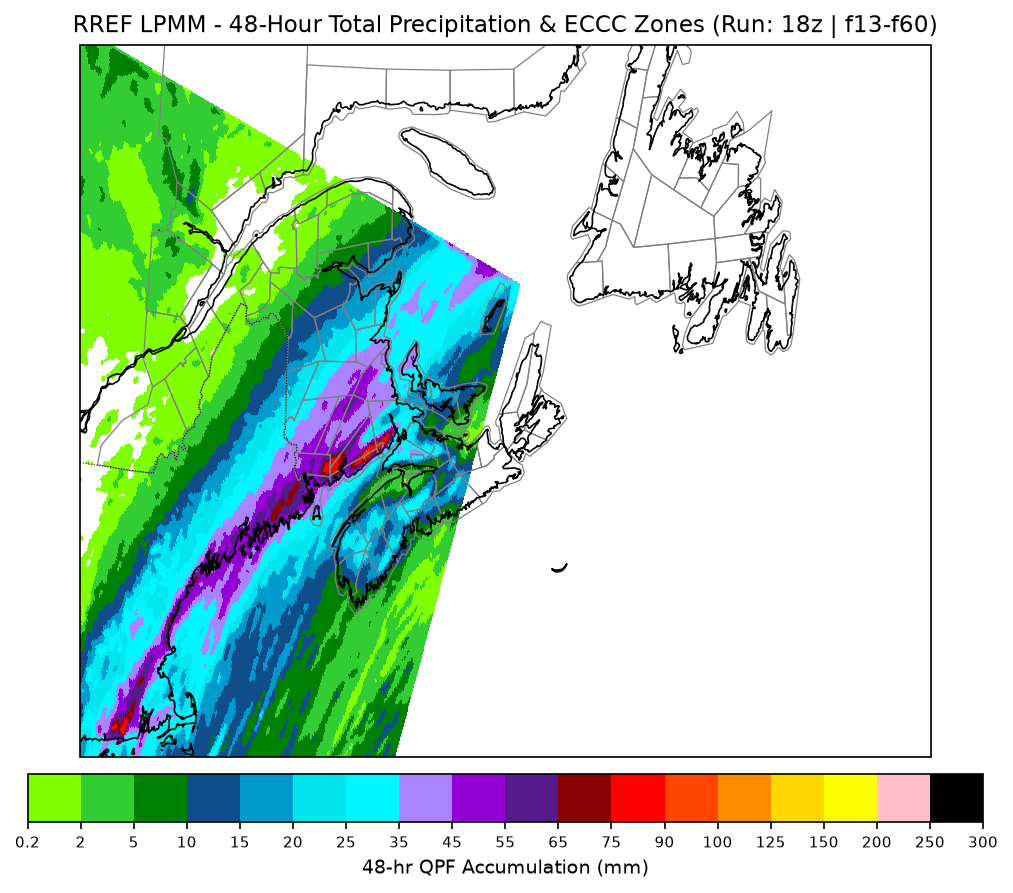 RREF LPMM - 48-Hour Total Precipitation & ECCC Zones (Run: 18z | f13-f60)
0.2 2 5 10 15 20 25 35 45 55 65 75 90 100 125 150 200 250 300
48-hr QPF Accumulation (mm)